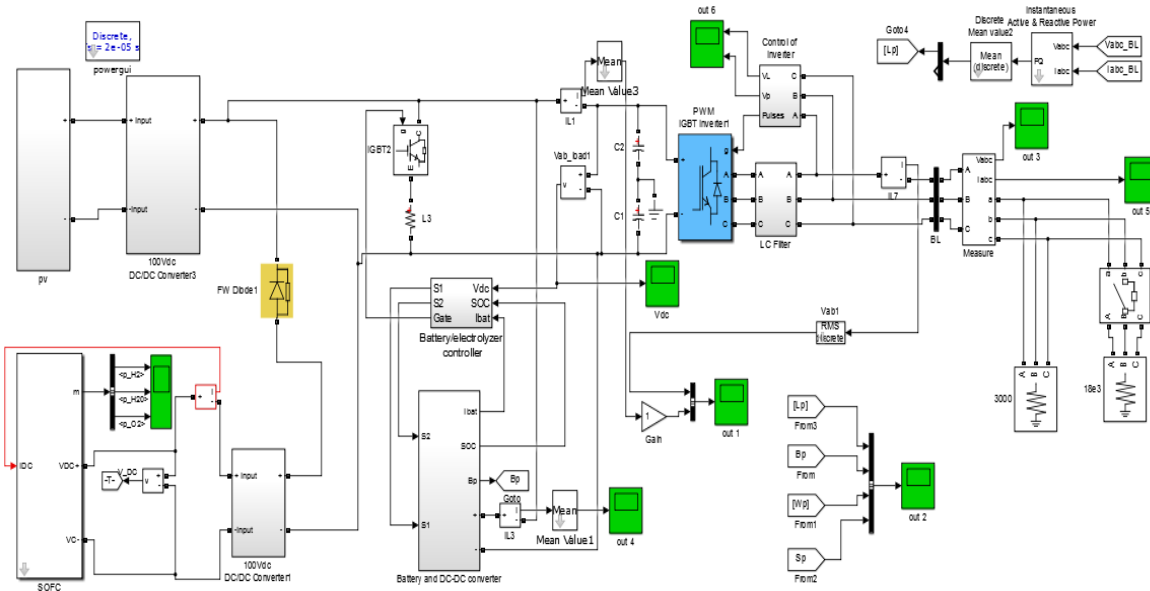 Discrete,
's = 2e-05 s
powergui
pv
+
-
+ Input
+
-Input
-
100Vdc
DC/DC Converter3
FW Diode1
SOFC
IDC
m
VDC+
VC-
<p_H2>
<p_H20>
<p_O2>
i
+
-
V_DC
-T-
v
+
-
+ Input
+
-Input
-
100Vdc
DC/DC Converter1
IGBT2
g
C
E
L3
S1
S2
Gate
Vdc
SOC
Ibat
Battery/electrolyzer
controller
S2
S1
Ibat
SOC
Bp
+
-
Battery and DC-DC converter
Bp
Goto
IL3
Mean
Mean Value1
out 4
Mean
Mean Value3
IL1
Vab_load1
v
+
-
C2
C1
Vdc
out 6
Control of
Inverter
VL
Vp
Pulses
C
B
A
PWM
IGBT Inverter1
g
+
-
A
B
C
A
B
C
A
B
C
LC Filter
IL7
Vab1
RMS
(discrete)
1
Gain
out 1
Goto4
[Lp]
Discrete
Mean value2
Mean
(discrete)
Instantaneous
Active & Reactive Power
Vabc
Iabc
PQ
Vabc_BL
Iabc_BL
BL
A
B
C
Vabc
Iabc
a
b
c
Measure
out 3
out 5
a
b
c
A
B
C
A
B
C
3000
A
B
C
18e3
[Lp]
From3
Bp
From
[Wp]
From1
Sp
From2
out 2